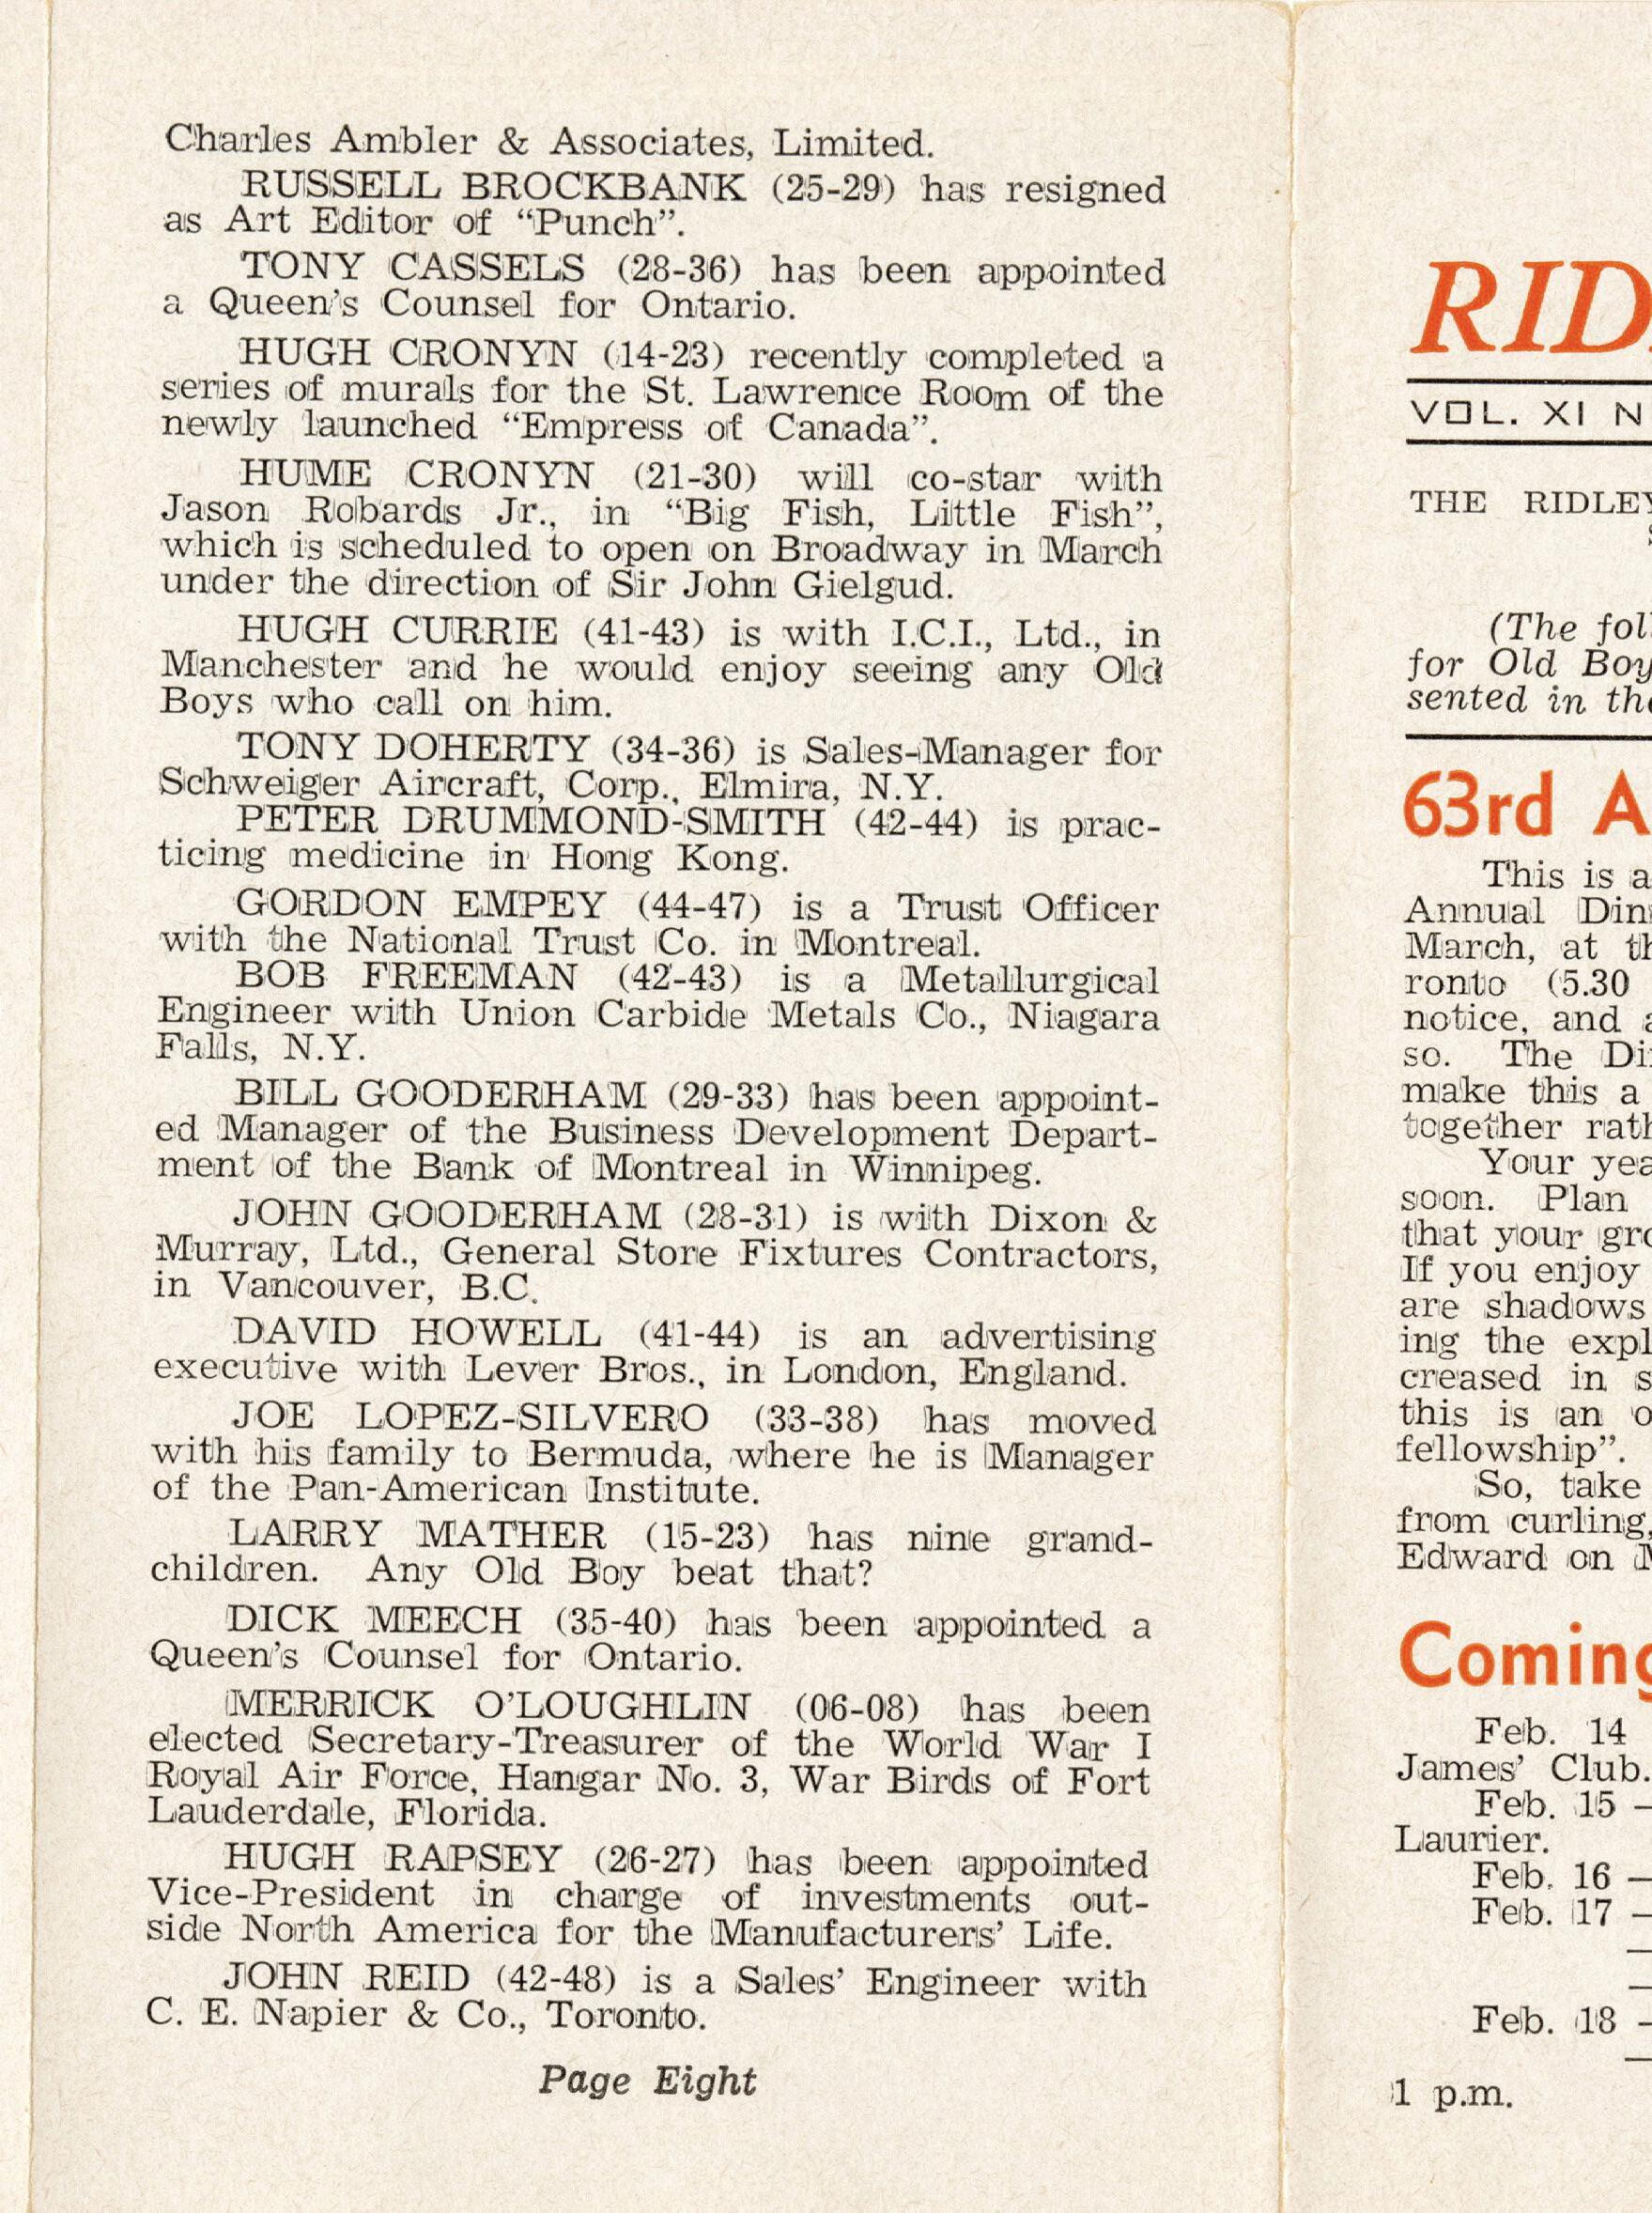 Charles Ambler & Associates, Limited.
RUSSELL BROCKBANK (25-29) has resigned
as Art Editor of “Punch”.
TONY CASSELS (28-36) has been appointed
a Queen's Counsel for Ontario.
HUGH CRONYN (14-23) recently completed a
series of murals for the St. Lawrence Room of the
newly launched “Empress of Canada”.
HUME CRONYN (21-30) will co-star with
Jason Robards Jr., in “Big Fish, Little Fish”,
which is scheduled to open on Broadway in March
under the direction of Sir John Gielgud.
HUGH CURRIE (41-43) is with I.C.I., Ltd., in
Manchester and he would enjoy seeing any Old
Boys who call on him.
TONY DOHERTY (34-36) is Sales-Manager for
Schweiger Aircraft, Corp., Elmira, N.Y.
PETER DRUMMOND-SMITH (42-44) is prac-
ticing medicine in Hong Kong.
GORDON EMPEY (44-47) is a Trust Officer
with the National Trust Co. in Montreal.
BOB FREEMAN (42-43) is a Metallurgical
Engineer with Union Carbide Metals Co., Niagara
Falls, N.Y.
BILL GOODERHAM (29-33) has been appoint-
ed Manager of the Business Development Depart-
ment of the Bank of Montreal in Winnipeg.
JOHN GOODERHAM (28-31) is with Dixon &
Murray, Ltd., General Store Fixtures Contractors,
in Vancouver, B.C.
DAVID HOWELL (41-44) is an advertising
executive with Lever Bros., in London, England.
JOE LOPEZ-SILVERO (33-38) has moved
with his family to Bermuda, where he is Manager
of the Pan-American Institute.
LARRY MATHER (15-23) has nine grand-
children. Any Old Boy beat that?
DICK MEECH (35-40) has been appointed a
Queen's Counsel for Ontario.
MERRICK O'LOUGHLIN (06-08) has been
elected Secretary-Treasurer of the World War I
Royal Air Force, Hangar No. 3, War Birds of Fort
Lauderdale, Florida.
HUGH RAPSEY (26-27) has been appointed
Vice-President in charge of investments out-
side North America for the Manufacturers' Life.
JOHN REID (42-48) is a Sales' Engineer with
C. E. Napier & Co., Toronto.
Page Eight
RID
VOL. XI N
THE RIDLEY
(The foll
for Old Boy
sented in the
63rd A
This is a
Annual Din
March, at th
ronto (5.30
notice, and a
so. The Di
make this a
together rath
Your yea
soon. Plan
that your gro
If you enjoy
are shadows
ing the expl
creased in s
this is an o
fellowship”.
So, take
from curling,
Edward on M
Coming
Feb. 14
James' Club.
Feb. 15 —
Laurier.
Feb. 16 —
Feb. 17 —
—
—
Feb. 18 —
—
1 p.m.